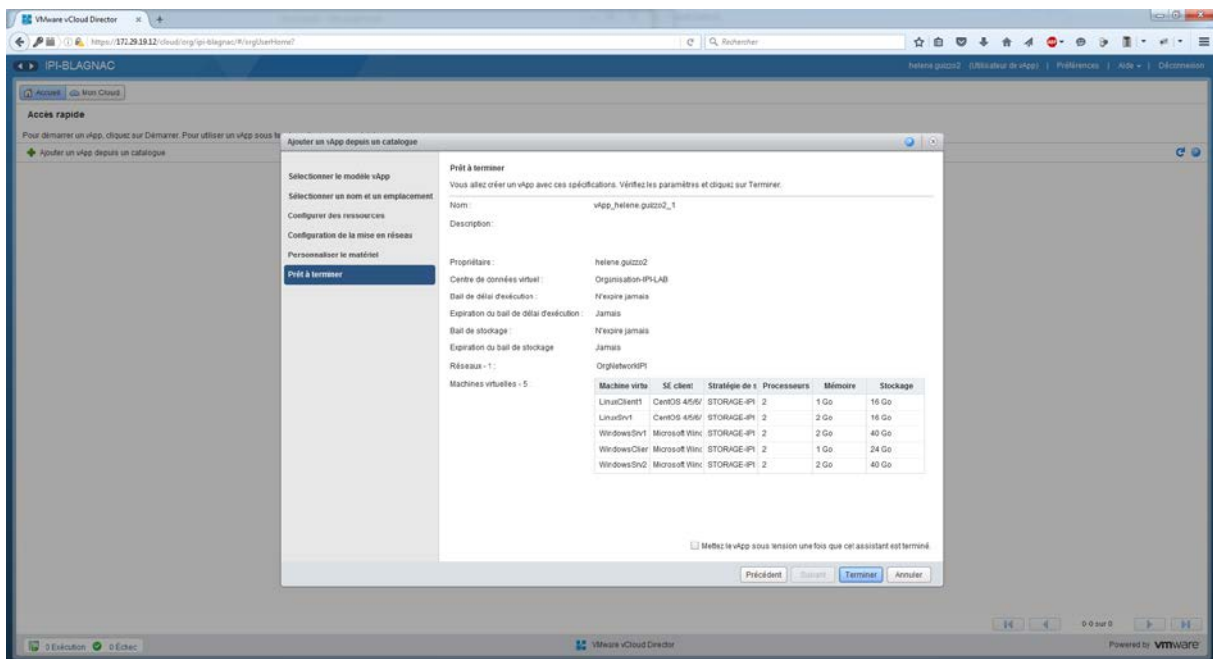 VMware vCloud Director
https://172.29.19.12/cloud/org/ipi-blagnac/#/orgUserHome?
Rechercher
IPI-BLAGNAC
helene.guizzo2 (Utilisateur de vApp) | Préférences | Aide | Déconnexion
Accueil Mon Cloud
Accès rapide
Pour démarrer un vApp, cliquez sur Démarrer. Pour utiliser un vApp sous te
Ajouter un vApp depuis un catalogue
Ajouter un vApp depuis un catalogue
Sélectionner le modèle vApp
Sélectionner un nom et un emplacement
Configurer des ressources
Configuration de la mise en réseau
Personnaliser le matériel
Prêt à terminer
Prêt à terminer
Vous allez créer un vApp avec ces spécifications. Vérifiez les paramètres et cliquez sur Terminer.
Nom : vApp_helene.guizzo2_1
Description :
Propriétaire : helene.guizzo2
Centre de données virtuel : Organisation-IPI-LAB
Bail de délai d'exécution : N'expire jamais
Expiration du bail de délai d'exécution : Jamais
Bail de stockage : N'expire jamais
Expiration du bail de stockage Jamais
Réseaux - 1 : OrgNetworkIPI
Machines virtuelles - 5
Machine virtu SE client Stratégie de s Processeurs Mémoire Stockage
LinuxClient1 CentOS 4/5/6/ STORAGE-IPI 2 1 Go 16 Go
LinuxSrv1 CentOS 4/5/6/ STORAGE-IPI 2 2 Go 16 Go
WindowsSrv1 Microsoft Winc STORAGE-IPI 2 2 Go 40 Go
WindowsClier Microsoft Winc STORAGE-IPI 2 1 Go 24 Go
WindowsSrv2 Microsoft Winc STORAGE-IPI 2 2 Go 40 Go
Mettez le vApp sous tension une fois que cet assistant est terminé.
Précédent Suivant Terminer Annuler
0-0 sur 0
0 Exécution 0 Échec
VMware vCloud Director
Powered by vmware